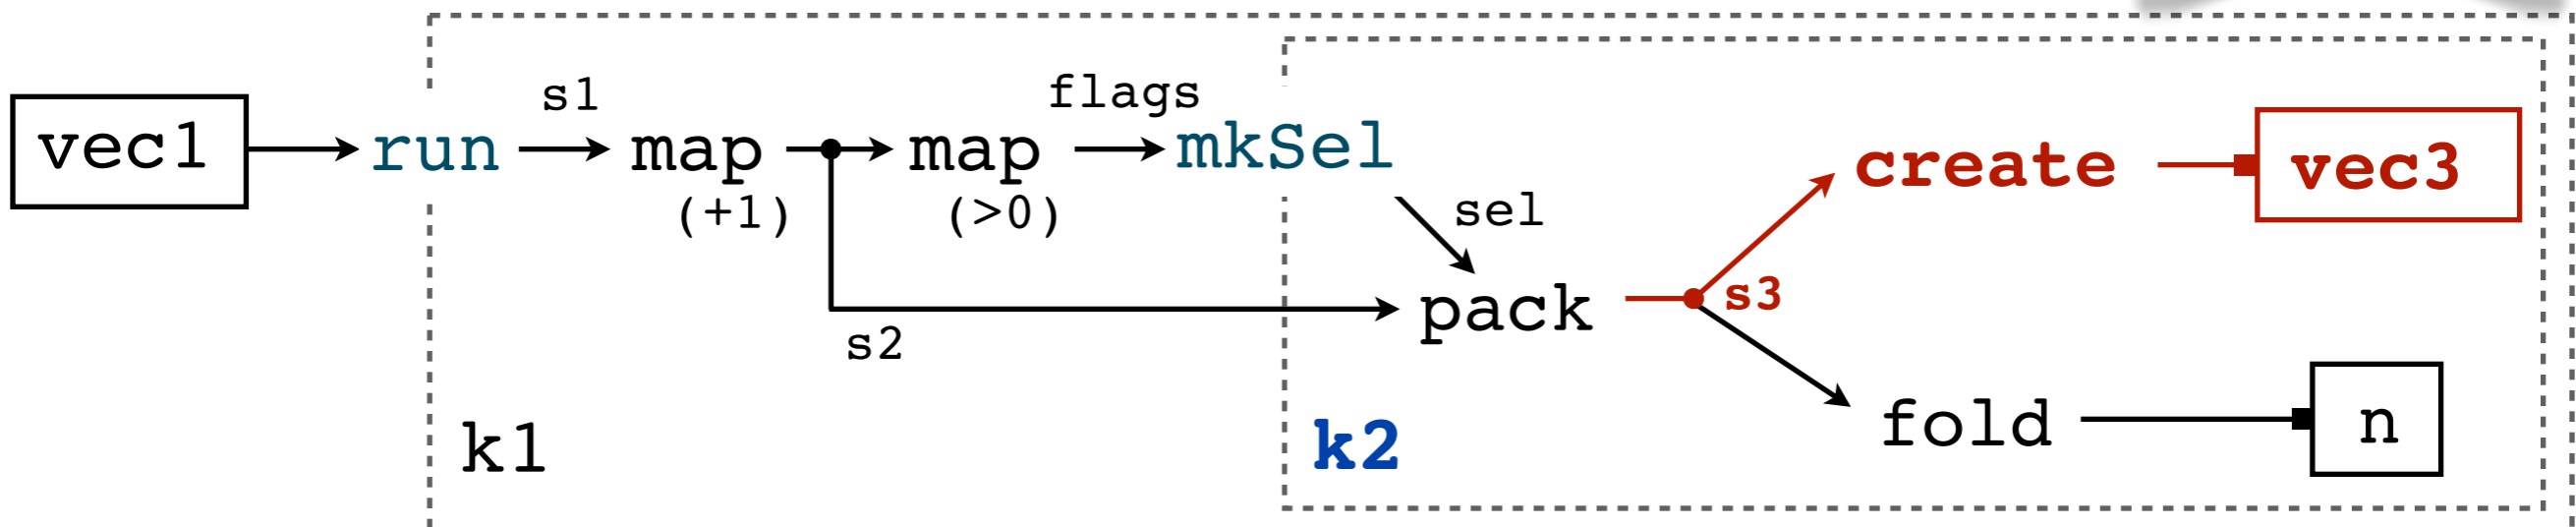 s1
flags
vec1
run
map
map
mkSel
create
vec3
(+1)
(>0)
sel
s3
pack
s2
k1
k2
fold
n